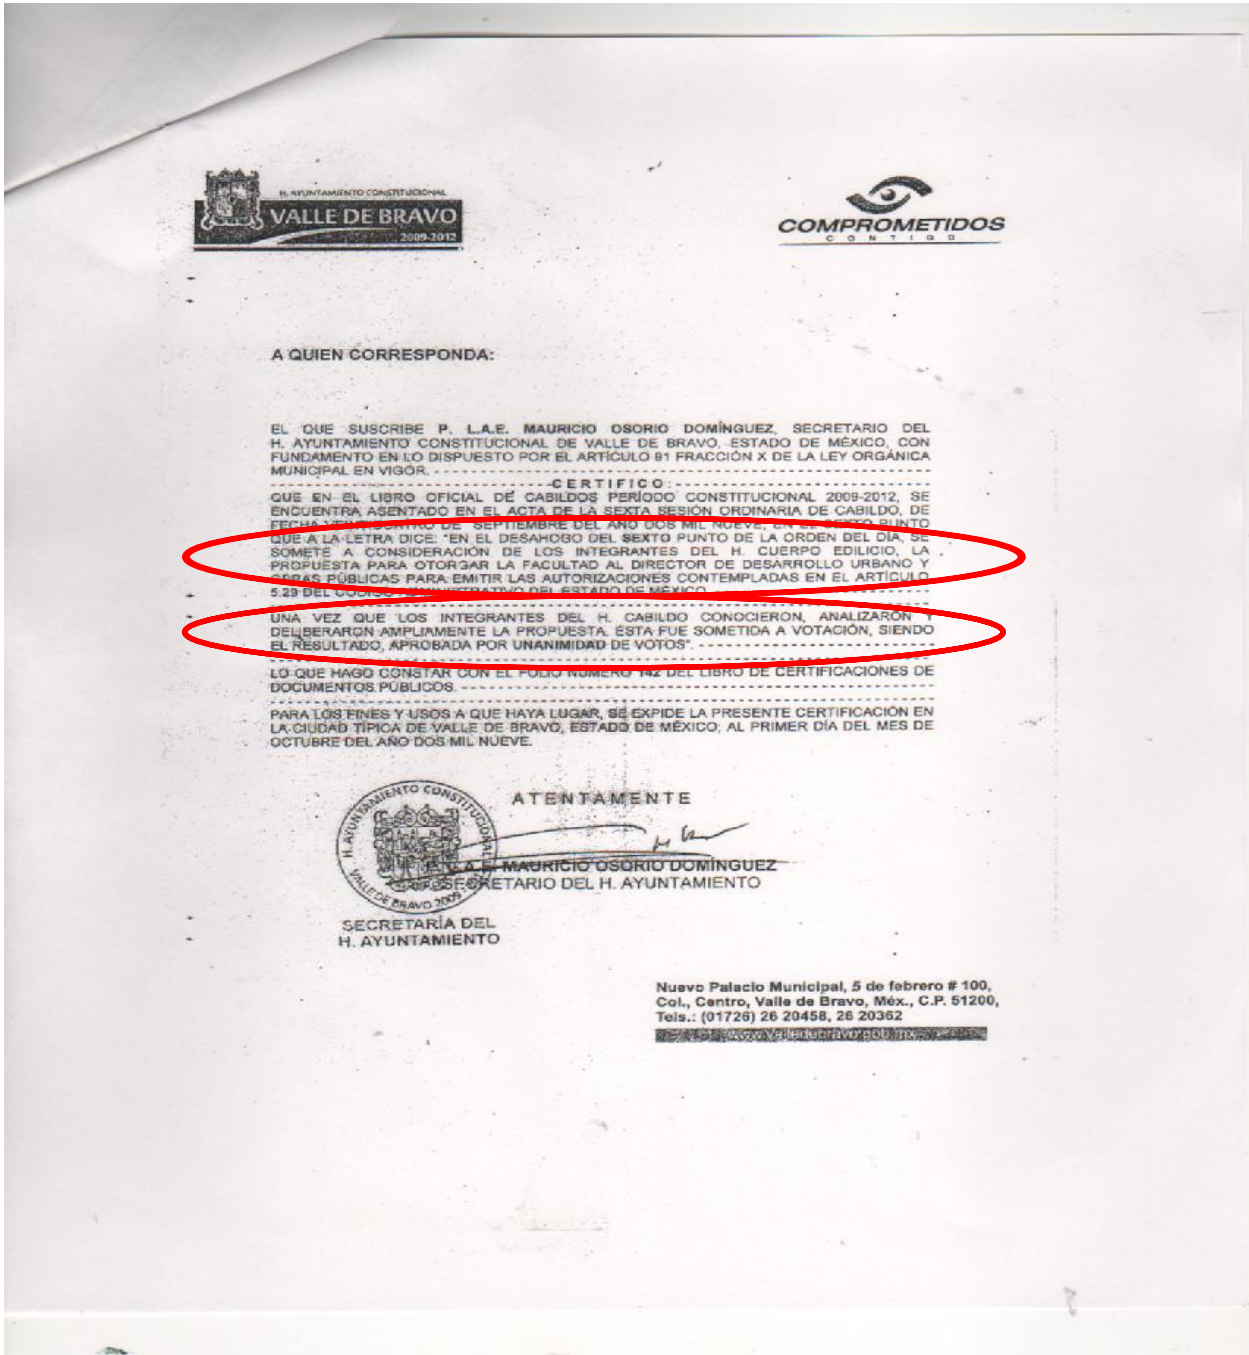 H. AYUNTAMIENTO CONSTITUCIONAL
VALLE DE BRAVO
2009-2012
COMPROMETIDOS
CONTIGO
A QUIEN CORRESPONDA:
EL QUE SUSCRIBE P. L.A.E. MAURICIO OSORIO DOMÍNGUEZ, SECRETARIO DEL
H. AYUNTAMIENTO CONSTITUCIONAL DE VALLE DE BRAVO, ESTADO DE MÉXICO, CON
FUNDAMENTO EN LO DISPUESTO POR EL ARTÍCULO 91 FRACCIÓN X DE LA LEY ORGÁNICA
MUNICIPAL EN VIGOR.
CERTIFICO:
QUE EN EL LIBRO OFICIAL DE CABILDOS PERÍODO CONSTITUCIONAL 2009-2012, SE
ENCUENTRA ASENTADO EN EL ACTA DE LA SEXTA SESIÓN ORDINARIA DE CABILDO, DE
FECHA VEINTICUATRO DE SEPTIEMBRE DEL AÑO DOS MIL NUEVE, EN EL SEXTO PUNTO
QUE A LA LETRA DICE: "EN EL DESAHOGO DEL SEXTO PUNTO DE LA ORDEN DEL DÍA, SE
SOMETE A CONSIDERACIÓN DE LOS INTEGRANTES DEL H. CUERPO EDILICIO, LA
PROPUESTA PARA OTORGAR LA FACULTAD AL DIRECTOR DE DESARROLLO URBANO Y
OBRAS PÚBLICAS PARA EMITIR LAS AUTORIZACIONES CONTEMPLADAS EN EL ARTÍCULO
5.29 DEL CÓDIGO ADMINISTRATIVO DEL ESTADO DE MÉXICO
UNA VEZ QUE LOS INTEGRANTES DEL H. CABILDO CONOCIERON, ANALIZARON Y
DELIBERARON AMPLIAMENTE LA PROPUESTA. ÉSTA FUE SOMETIDA A VOTACIÓN, SIENDO
EL RESULTADO, APROBADA POR UNANIMIDAD DE VOTOS".
LO QUE HAGO CONSTAR CON EL FOLIO NÚMERO 142 DEL LIBRO DE CERTIFICACIONES DE
DOCUMENTOS PÚBLICOS.
PARA LOS FINES Y USOS A QUE HAYA LUGAR, SE EXPIDE LA PRESENTE CERTIFICACIÓN EN
LA CIUDAD TÍPICA DE VALLE DE BRAVO, ESTADO DE MÉXICO; AL PRIMER DÍA DEL MES DE
OCTUBRE DEL AÑO DOS MIL NUEVE.
ATENTAMENTE
H. AYUNTAMIENTO CONSTITUCIONAL
VALLE DE BRAVO 2009
MAURICIO OSORIO DOMÍNGUEZ
SECRETARIO DEL H. AYUNTAMIENTO
SECRETARÍA DEL
H. AYUNTAMIENTO
Nuevo Palacio Municipal, 5 de febrero # 100,
Col., Centro, Valle de Bravo, Méx., C.P. 51200,
Tels.: (01726) 26 20458, 26 20362
www.valledebravo.gob.mx